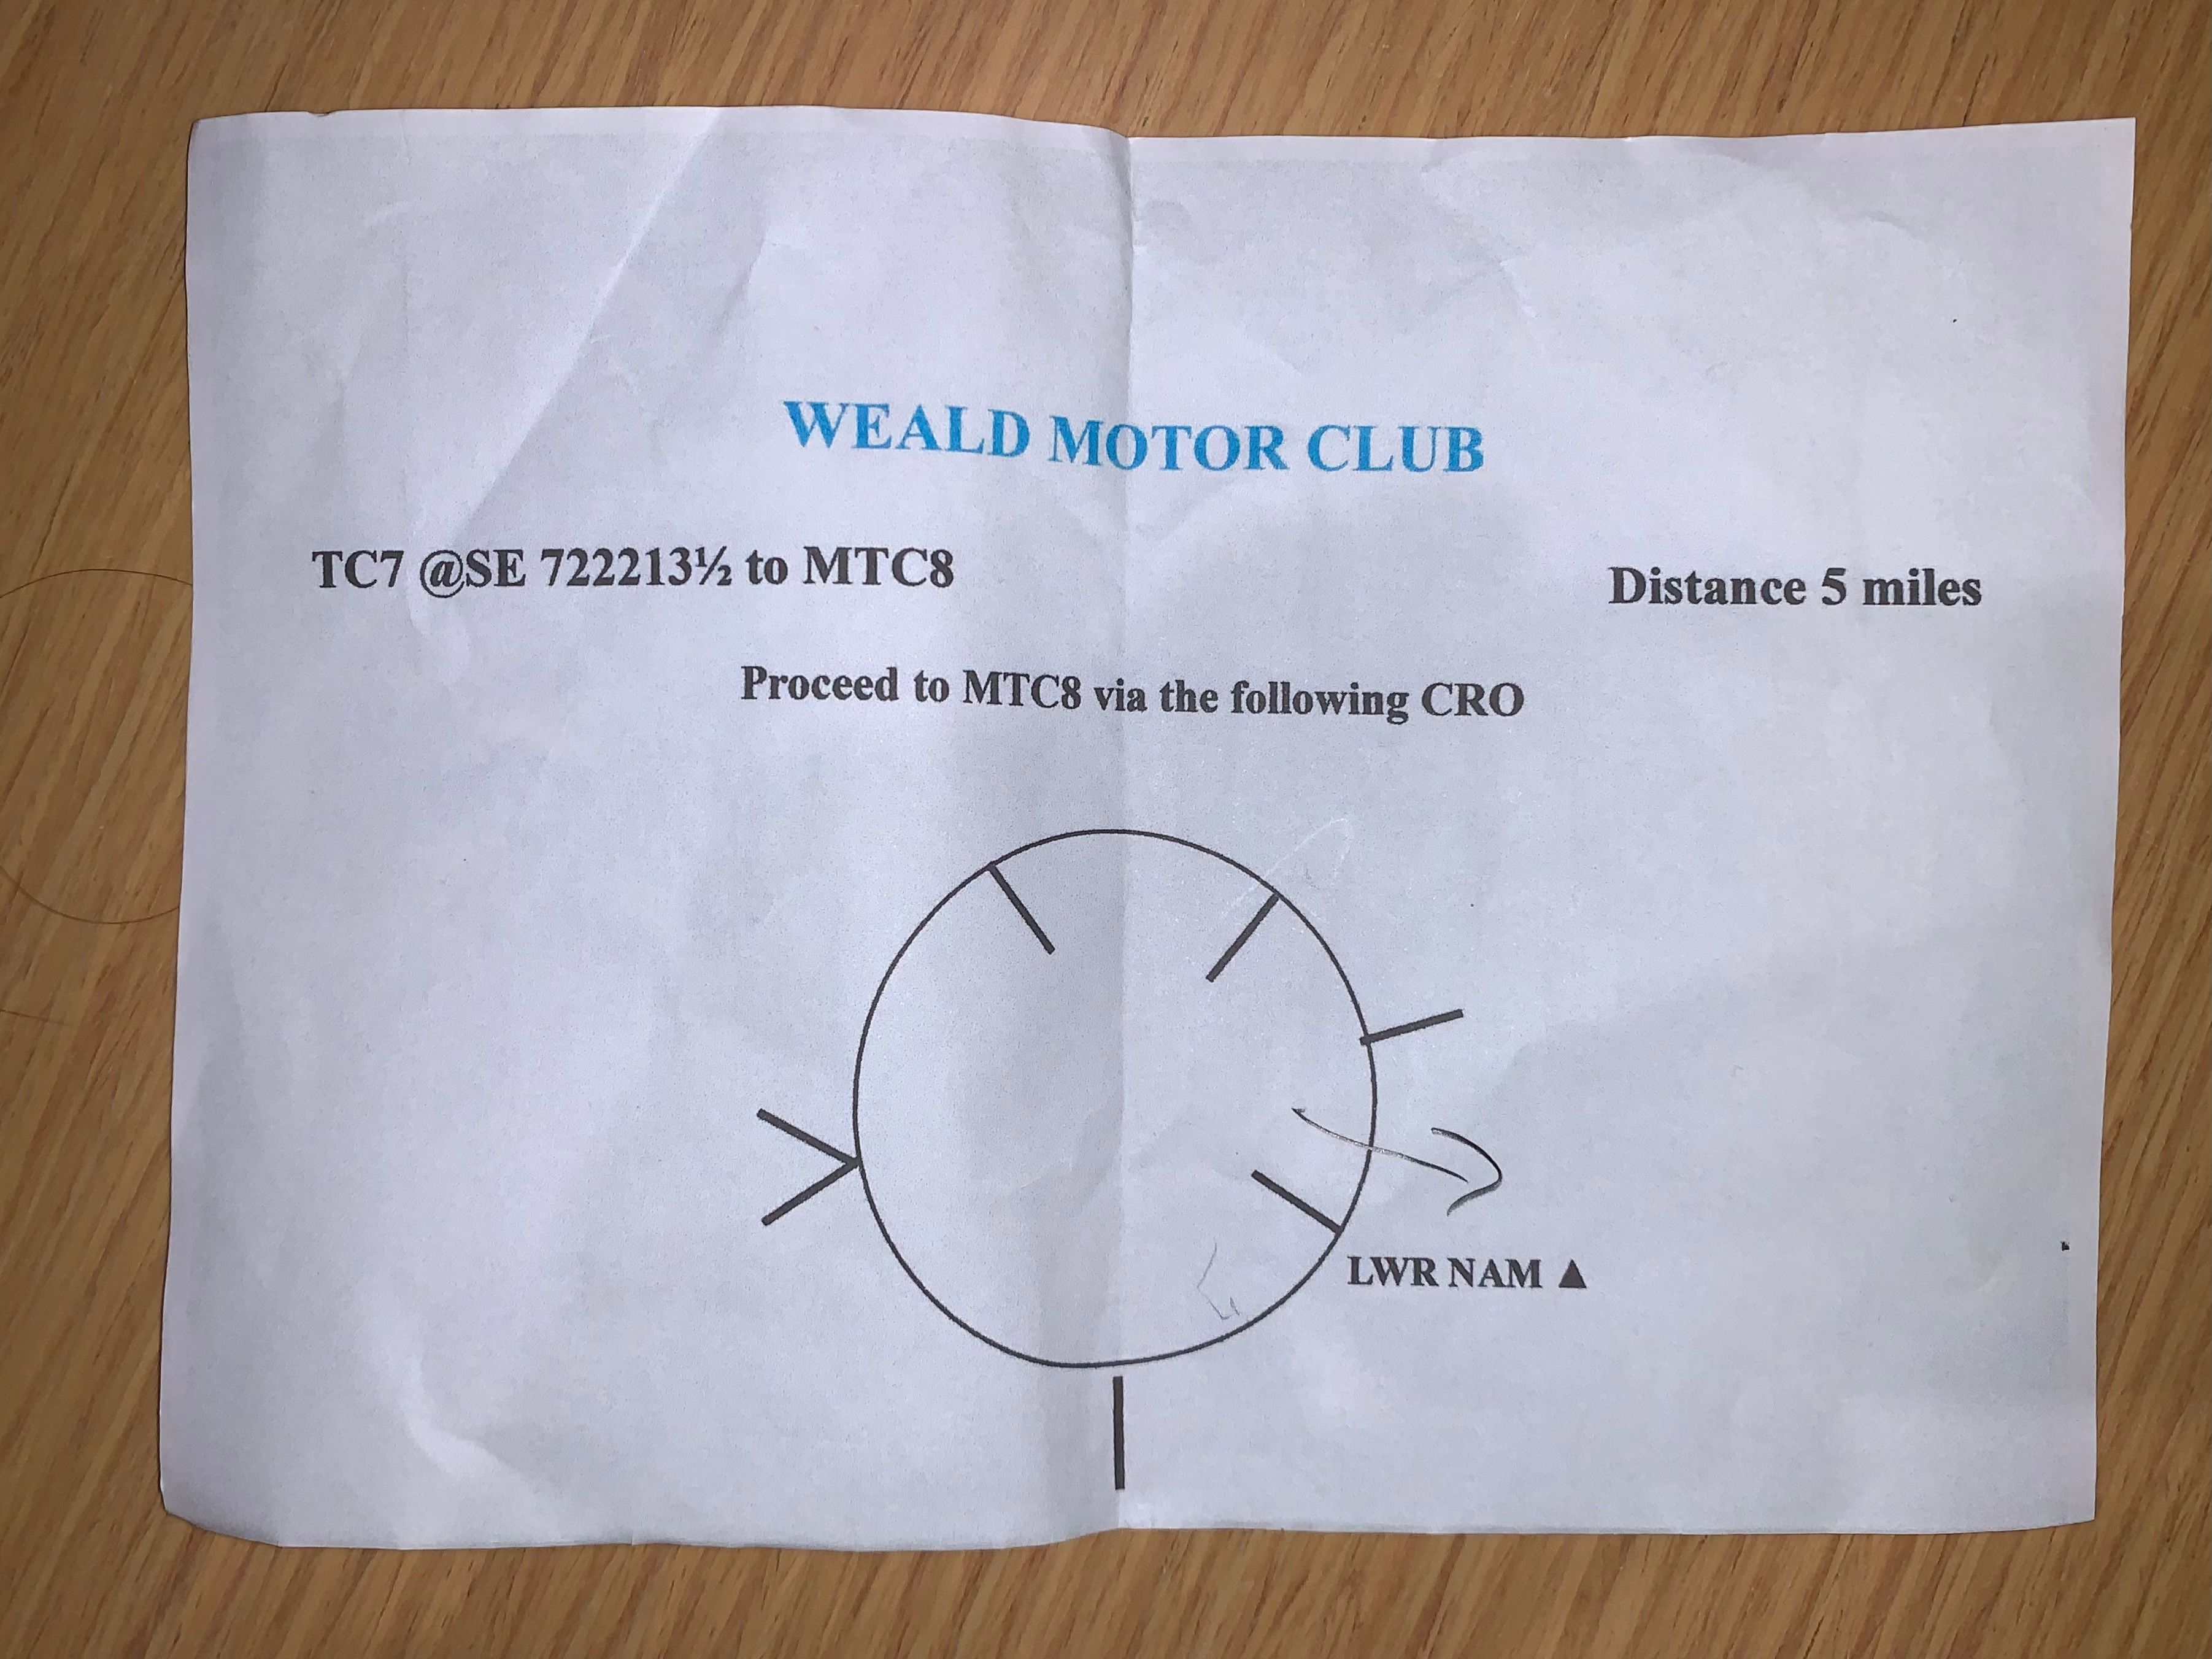 WEALD MOTOR CLUB
TC7 @SE 722213½ to MTC8 Distance 5 miles
Proceed to MTC8 via the following CRO
LWR NAM ▲